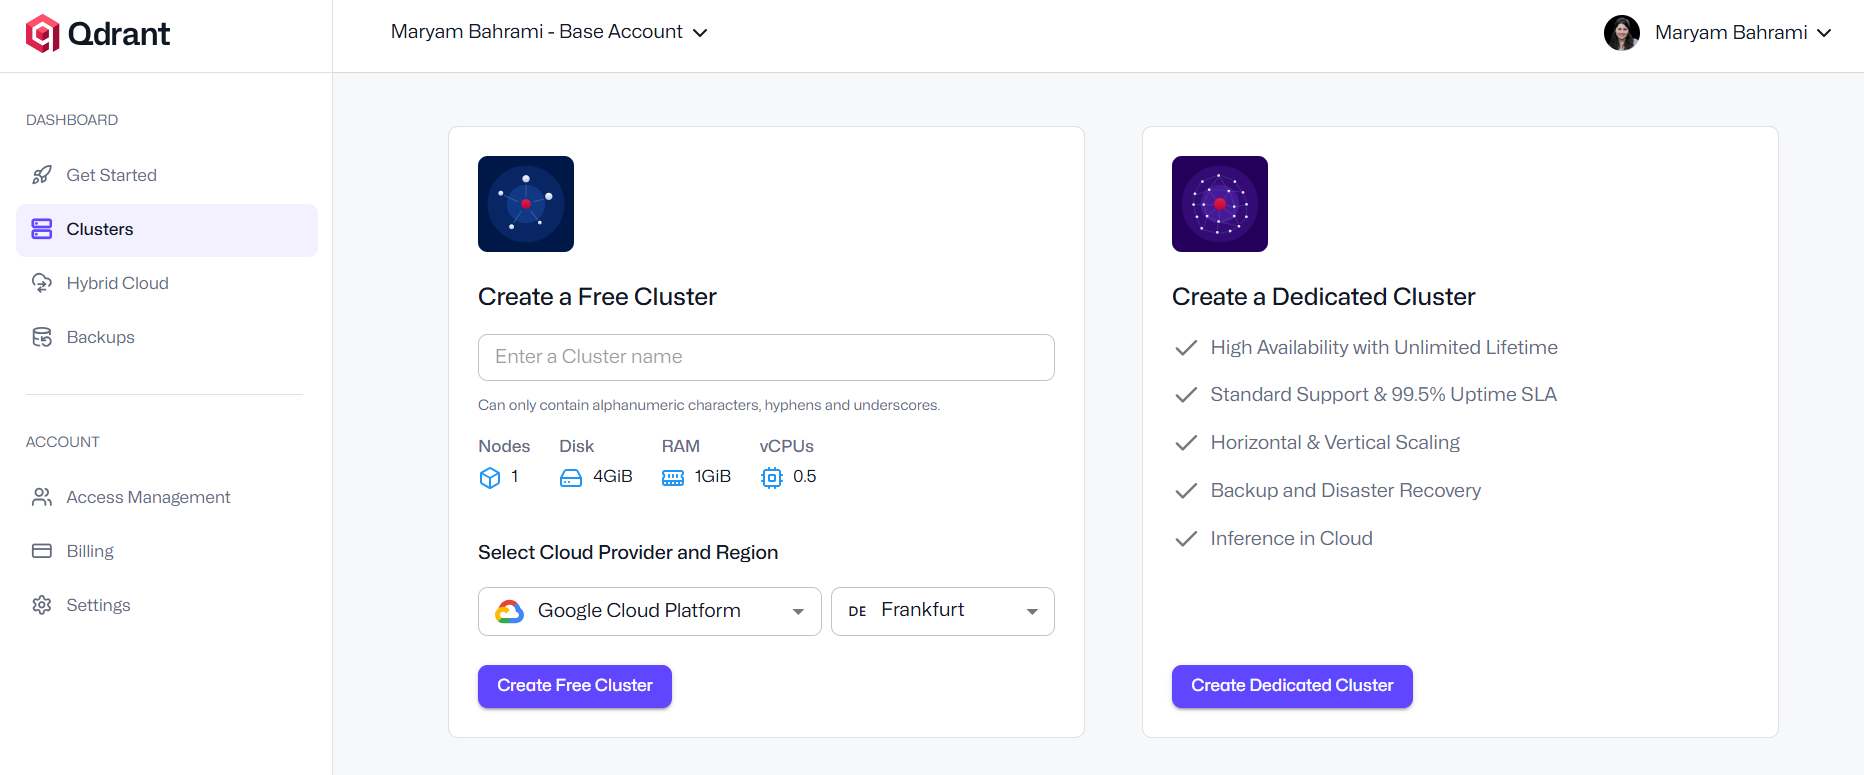 Qdrant
Maryam Bahrami - Base Account
Maryam Bahrami
DASHBOARD
Get Started
Clusters
Hybrid Cloud
Backups
ACCOUNT
Access Management
Billing
Settings
Create a Free Cluster
Enter a Cluster name
Can only contain alphanumeric characters, hyphens and underscores.
Nodes Disk RAM vCPUs
1 4GiB 1GiB 0.5
Select Cloud Provider and Region
Google Cloud Platform DE Frankfurt
Create Free Cluster
Create a Dedicated Cluster
High Availability with Unlimited Lifetime
Standard Support & 99.5% Uptime SLA
Horizontal & Vertical Scaling
Backup and Disaster Recovery
Inference in Cloud
Create Dedicated Cluster